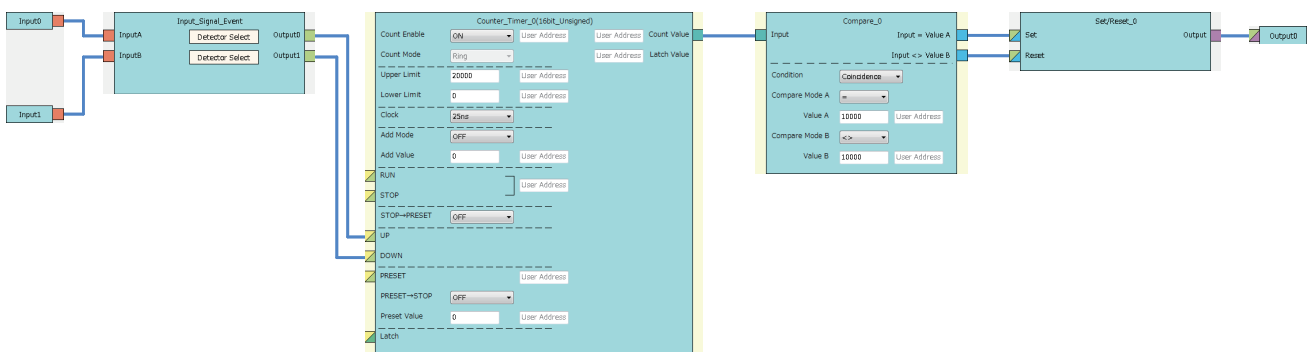 Input0
Input1
Input_Signal_Event
InputA Detector Select Output0
InputB Detector Select Output1
Counter_Timer_0(16bit_Unsigned)
Count Enable ON User Address User Address Count Value
Count Mode Ring User Address Latch Value
Upper Limit 20000 User Address
Lower Limit 0 User Address
Clock 25ns
Add Mode OFF
Add Value 0 User Address
RUN
User Address
STOP
STOP→PRESET OFF
UP
DOWN
PRESET User Address
PRESET→STOP OFF
Preset Value 0 User Address
Latch
Compare_0
Input Input = Value A
Input <> Value B
Condition Coincidence
Compare Mode A =
Value A 10000 User Address
Compare Mode B <>
Value B 10000 User Address
Set/Reset_0
Set Output
Reset
Output0